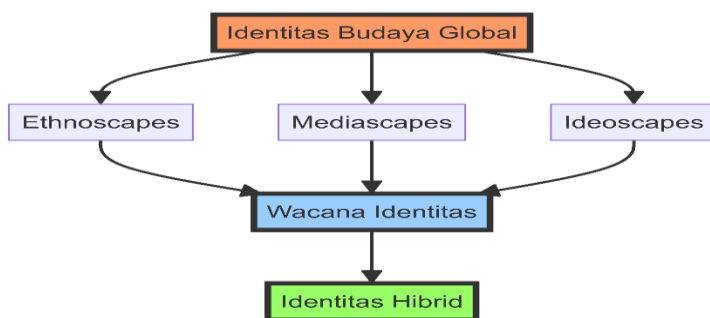 Identitas Budaya Global
Ethnoscapes
Mediascapes
Ideoscapes
Wacana Identitas
Identitas Hibrid